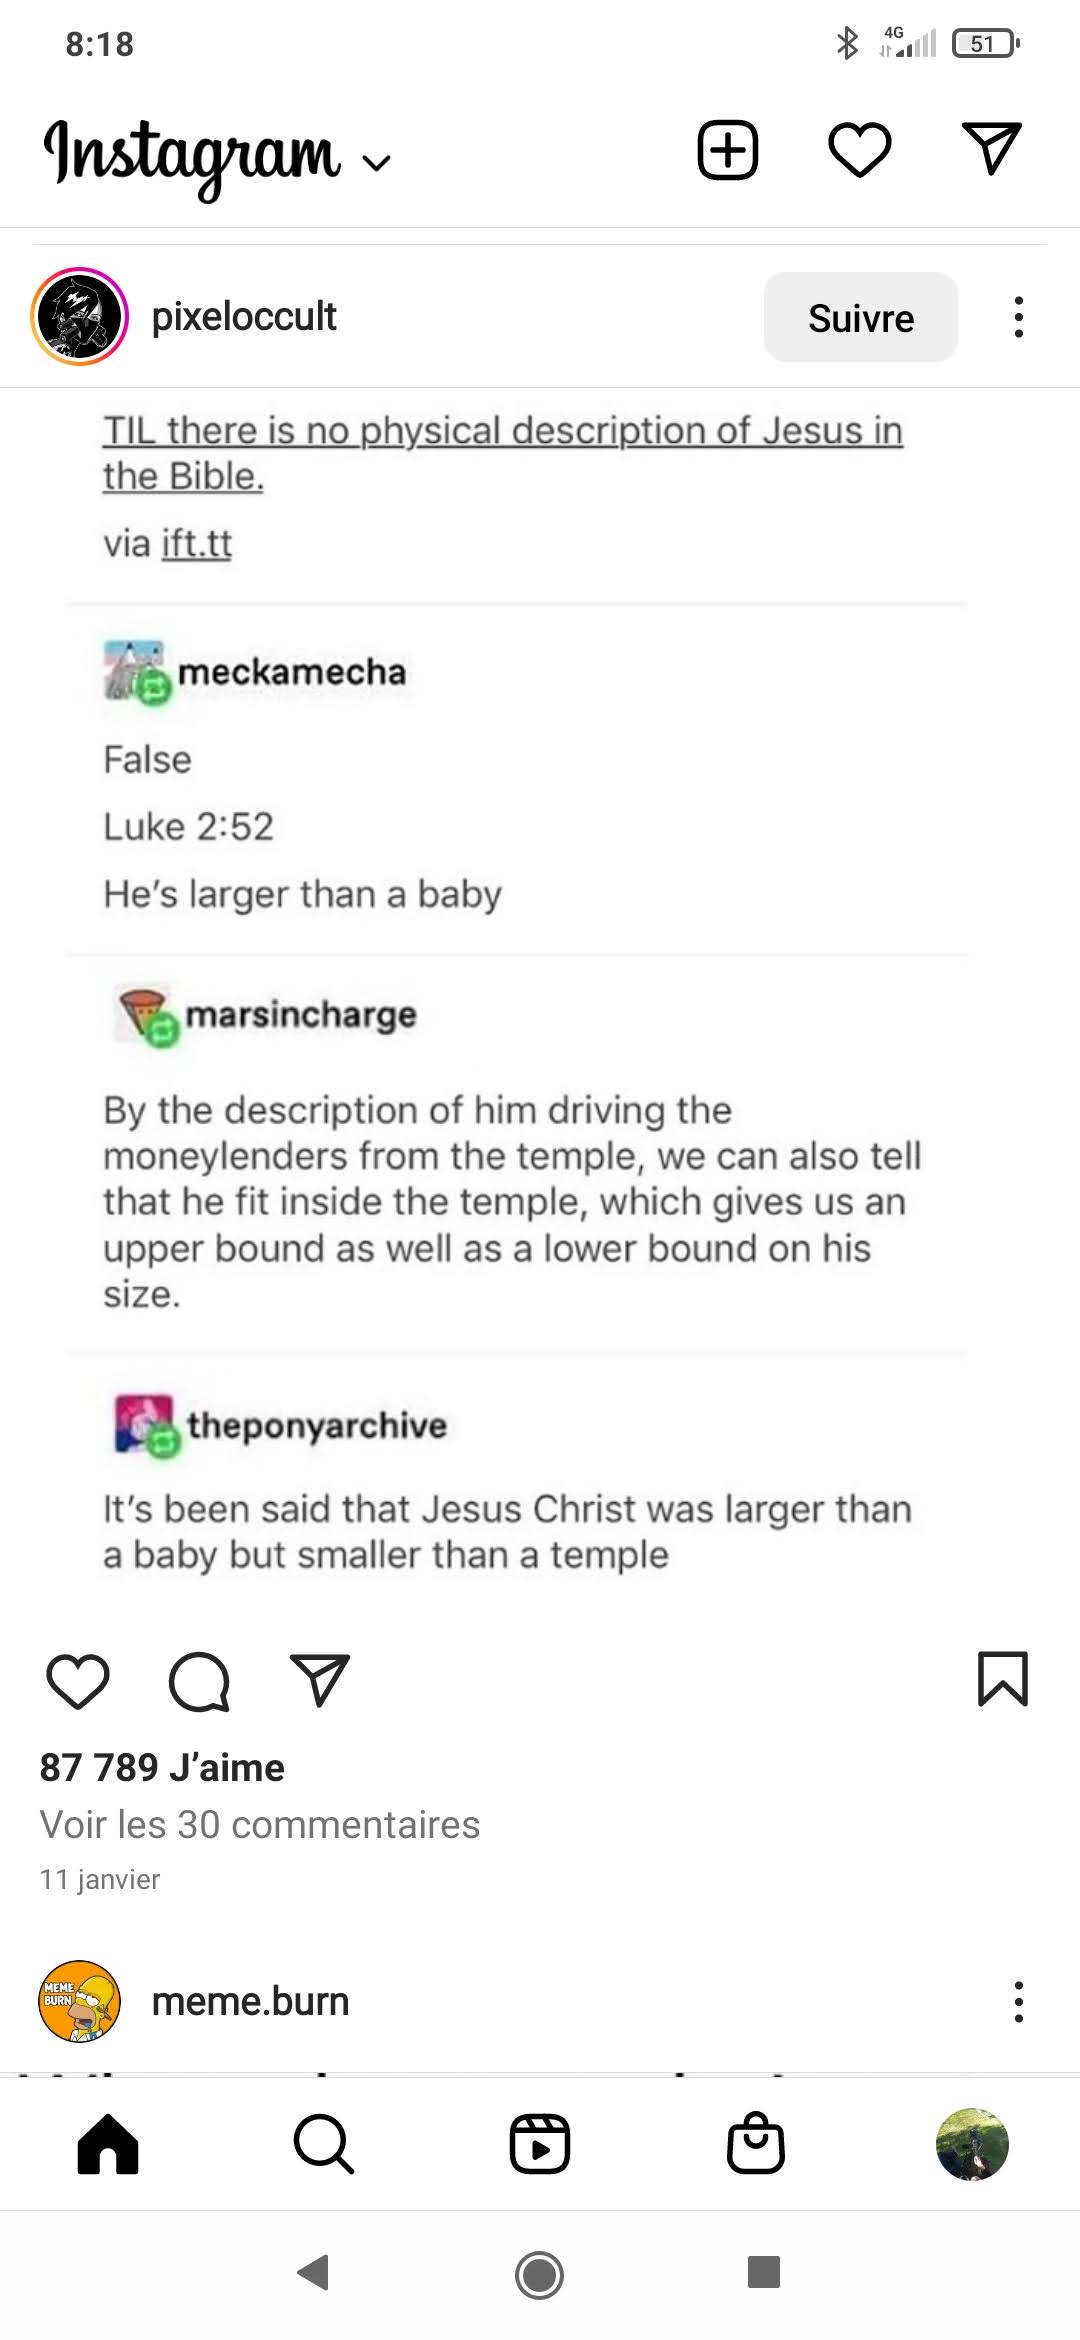 8:18
4G
51
Instagram
pixeloccult
Suivre
TIL there is no physical description of Jesus in
the Bible.
via ift.tt
meckamecha
False
Luke 2:52
He's larger than a baby
marsincharge
By the description of him driving the
moneylenders from the temple, we can also tell
that he fit inside the temple, which gives us an
upper bound as well as a lower bound on his
size.
theponyarchive
It's been said that Jesus Christ was larger than
a baby but smaller than a temple
87 789 J'aime
Voir les 30 commentaires
11 janvier
MEME
BURN
meme.burn